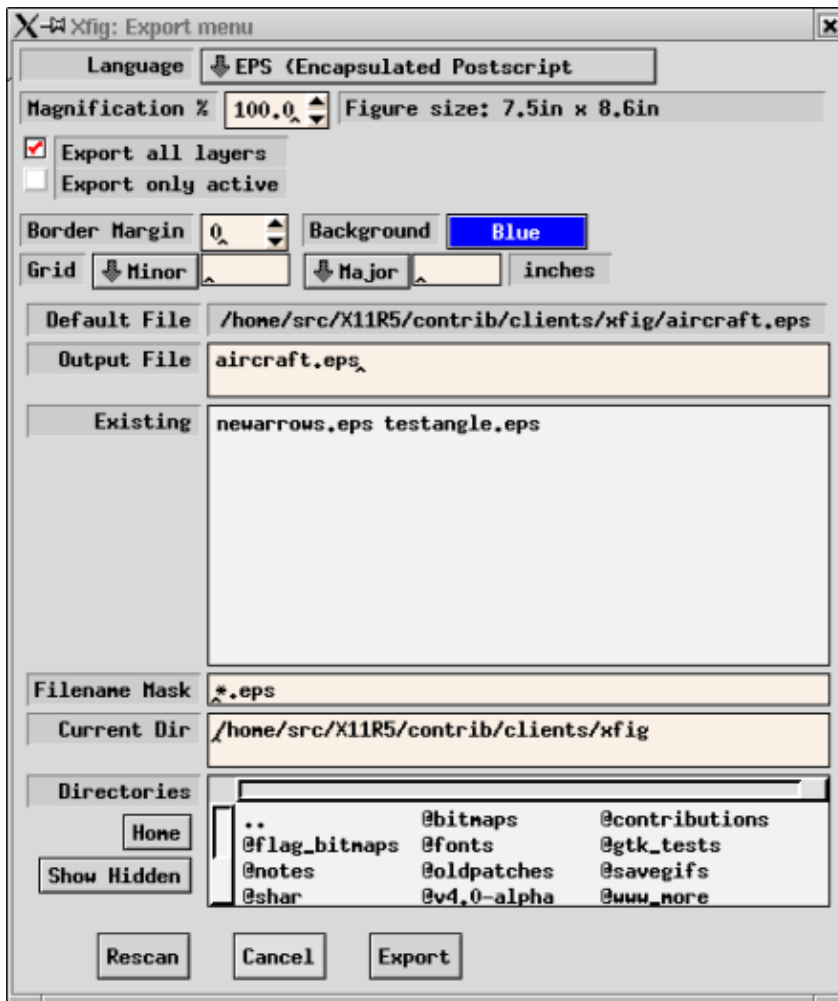 Xfig: Export menu
Language EPS (Encapsulated Postscript
Magnification % 100.0 Figure size: 7.5in x 8.6in
Export all layers
Export only active
Border Margin 0 Background Blue
Grid Minor Major inches
Default File /home/src/X11R5/contrib/clients/xfig/aircraft.eps
Output File aircraft.eps
Existing newarrows.eps testangle.eps
Filename Mask *.eps
Current Dir /home/src/X11R5/contrib/clients/xfig
Directories
Home
Show Hidden
.. @bitmaps @contributions
@flag_bitmaps @fonts @gtk_tests
@notes @oldpatches @savegifs
@shar @v4.0-alpha @www_more
Rescan Cancel Export